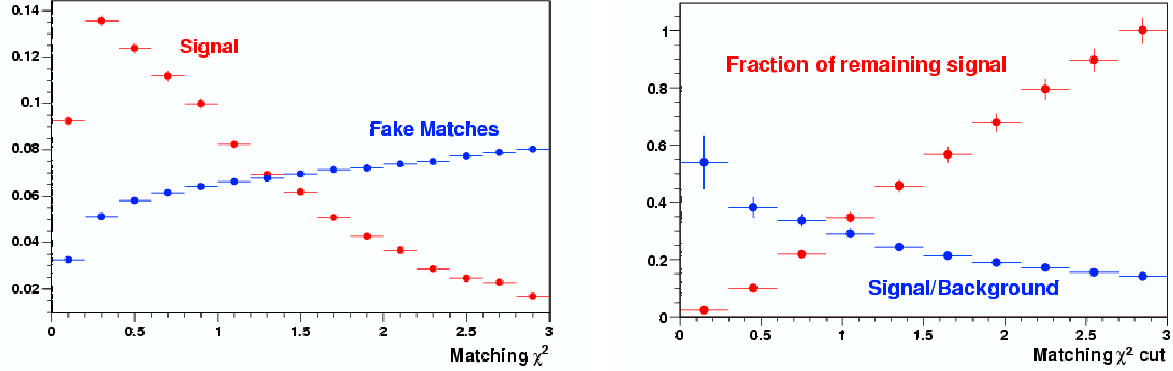 0.14
0.12
0.1
0.08
0.06
0.04
0.02
Signal
Fake Matches
0 0.5 1 1.5 2 2.5 3
Matching χ²
1
0.8
0.6
0.4
0.2
0
Fraction of remaining signal
Signal/Background
0 0.5 1 1.5 2 2.5 3
Matching χ² cut